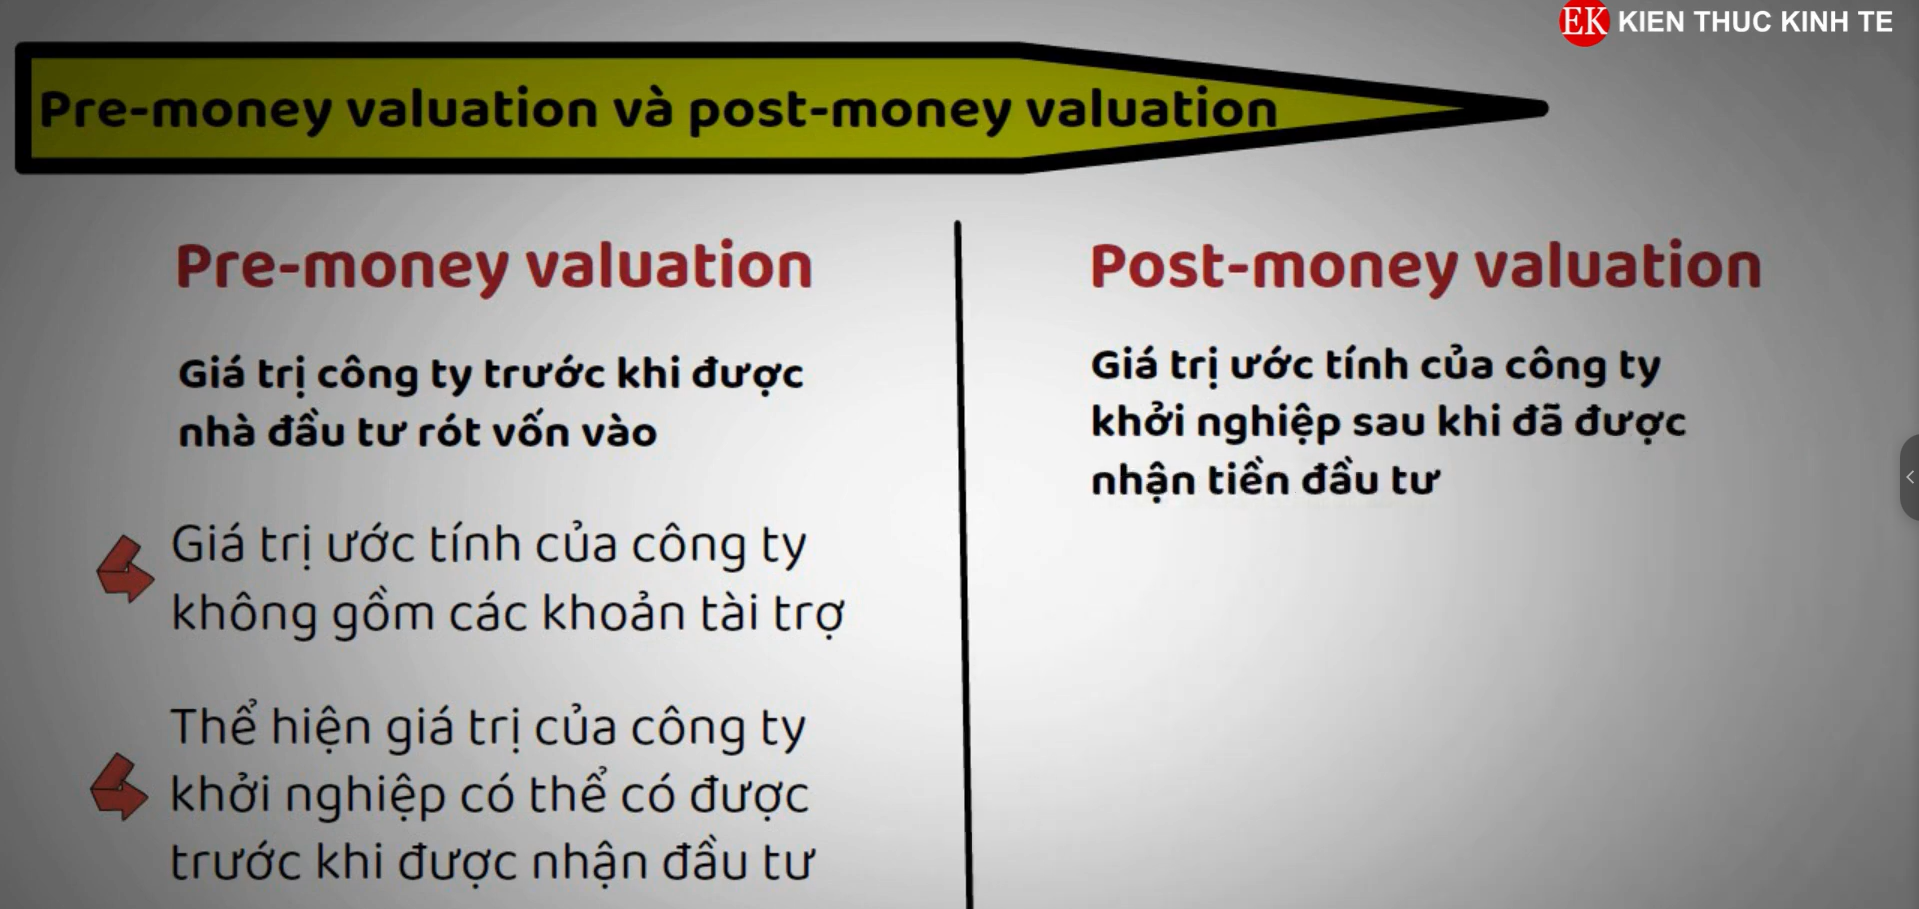 EK KIEN THUC KINH TE
Pre-money valuation và post-money valuation
Pre-money valuation
Giá trị công ty trước khi được
nhà đầu tư rót vốn vào
Giá trị ước tính của công ty
không gồm các khoản tài trợ
Thể hiện giá trị của công ty
khởi nghiệp có thể có được
trước khi được nhận đầu tư
Post-money valuation
Giá trị ước tính của công ty
khởi nghiệp sau khi đã được
nhận tiền đầu tư